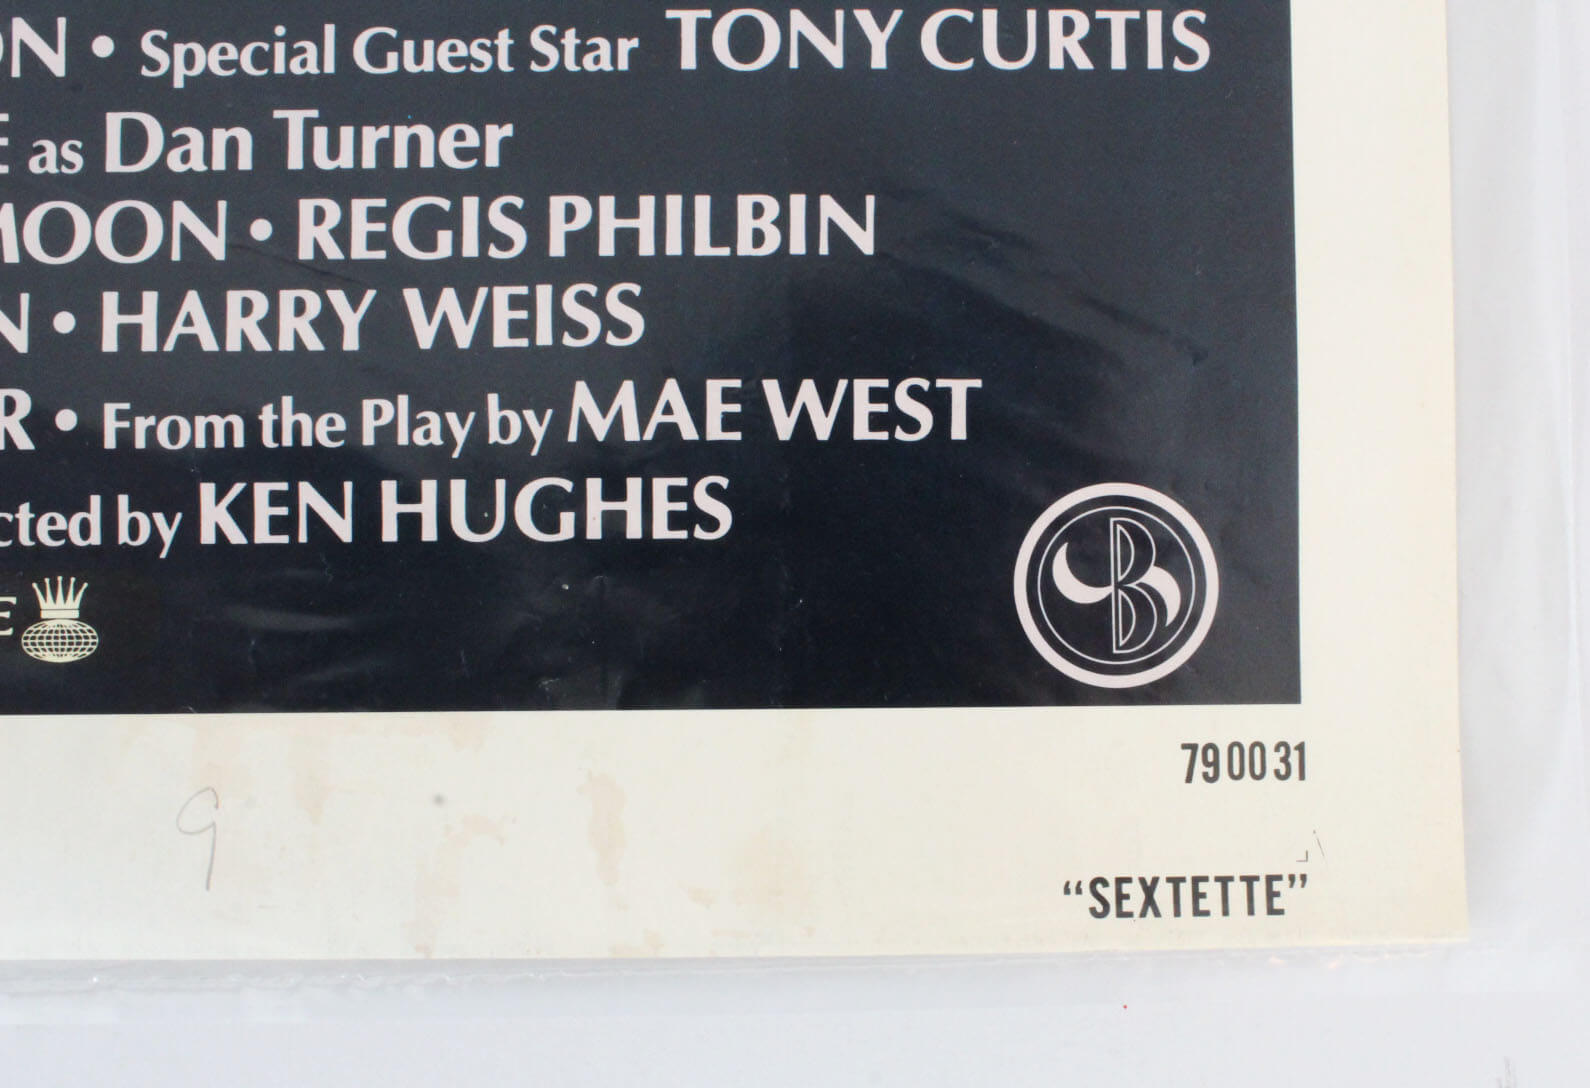 ON • Special Guest Star TONY CURTIS
E as Dan Turner
MOON • REGIS PHILBIN
N • HARRY WEISS
R • From the Play by MAE WEST
cted by KEN HUGHES
E
B
790031
9
"SEXTETTE"